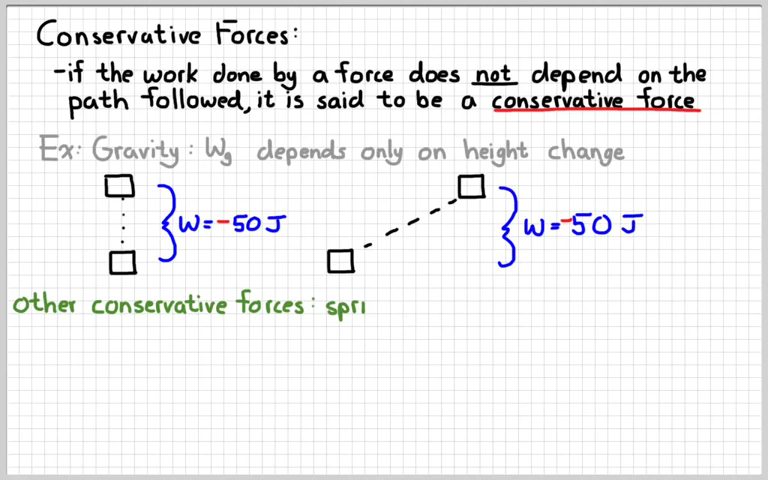 Conservative Forces:
-if the work done by a force does not depend on the
path followed, it is said to be a conservative force
Ex: Gravity: Wg depends only on height change
W=-50 J
W=-50 J
other conservative forces: spri